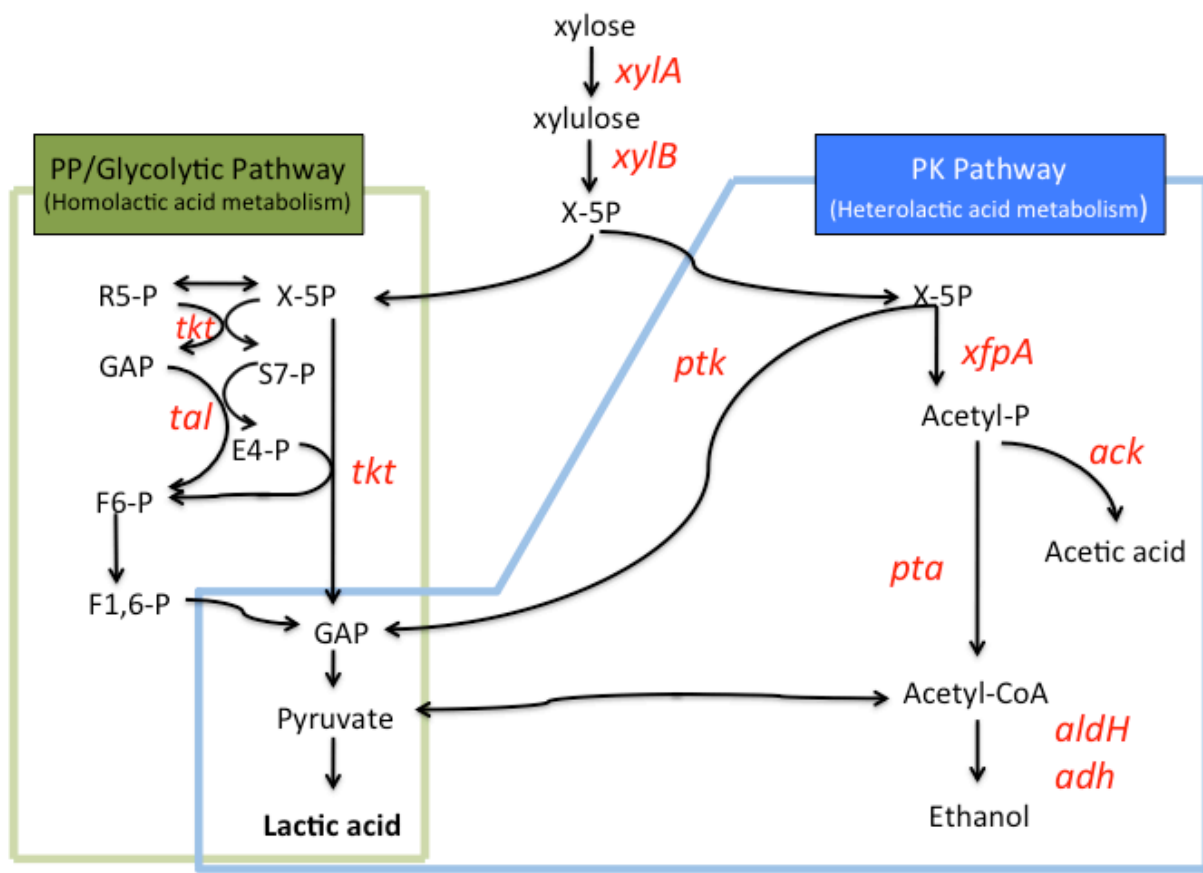 xylose
xylA
xylulose
xylB
X-5P
PP/Glycolytic Pathway
(Homolactic acid metabolism)
PK Pathway
(Heterolactic acid metabolism)
R5-P
X-5P
tkt
GAP
S7-P
tal
E4-P
tkt
F6-P
F1,6-P
GAP
Pyruvate
Lactic acid
X-5P
ptk
xfpA
Acetyl-P
ack
Acetic acid
pta
Acetyl-CoA
aldH
adh
Ethanol